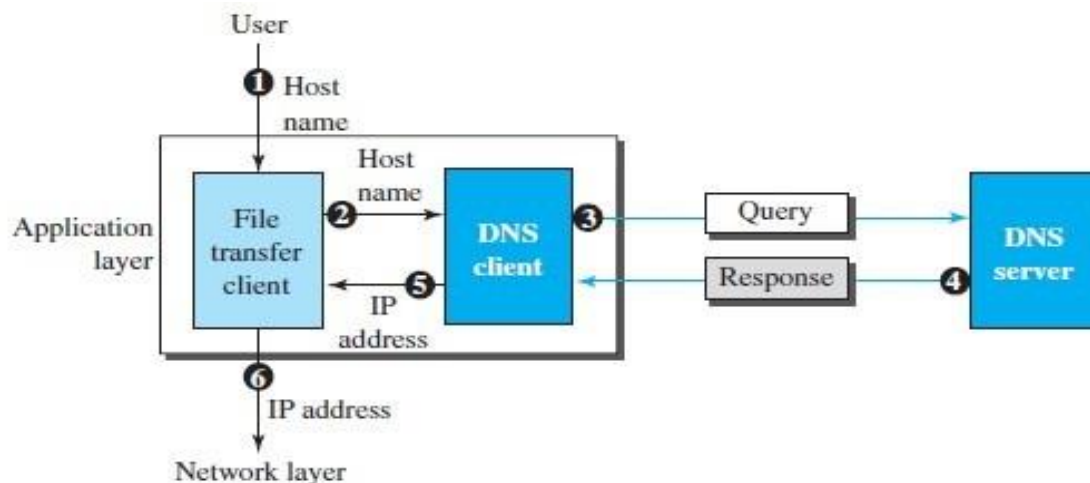 User
1 Host
name
Host
name
2
Application
layer
File
transfer
client
DNS
client
3
Query
DNS
server
5
IP
address
Response
4
6
IP address
Network layer